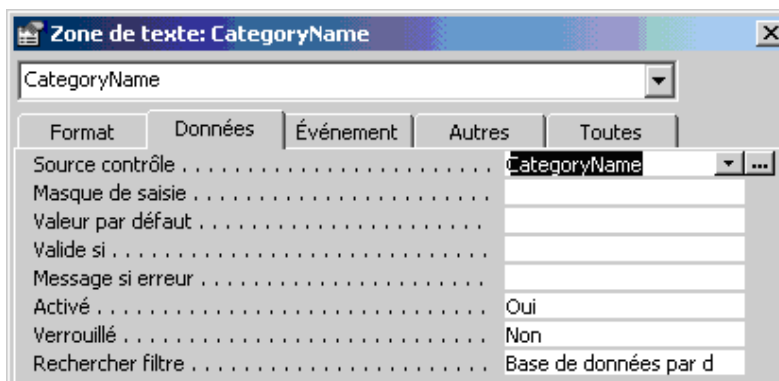 Zone de texte: CategoryName
CategoryName
Format Données Événement Autres Toutes
Source contrôle . . . . . . . . . . . . . . . . . . . . . . . . . . CategoryName ...
Masque de saisie . . . . . . . . . . . . . . . . . . . . . . . . .
Valeur par défaut . . . . . . . . . . . . . . . . . . . . . . . .
Valide si . . . . . . . . . . . . . . . . . . . . . . . . . . . . . . .
Message si erreur . . . . . . . . . . . . . . . . . . . . . . . .
Activé . . . . . . . . . . . . . . . . . . . . . . . . . . . . . . . . Oui
Verrouillé . . . . . . . . . . . . . . . . . . . . . . . . . . . . . Non
Rechercher filtre . . . . . . . . . . . . . . . . . . . . . . . . Base de données par d